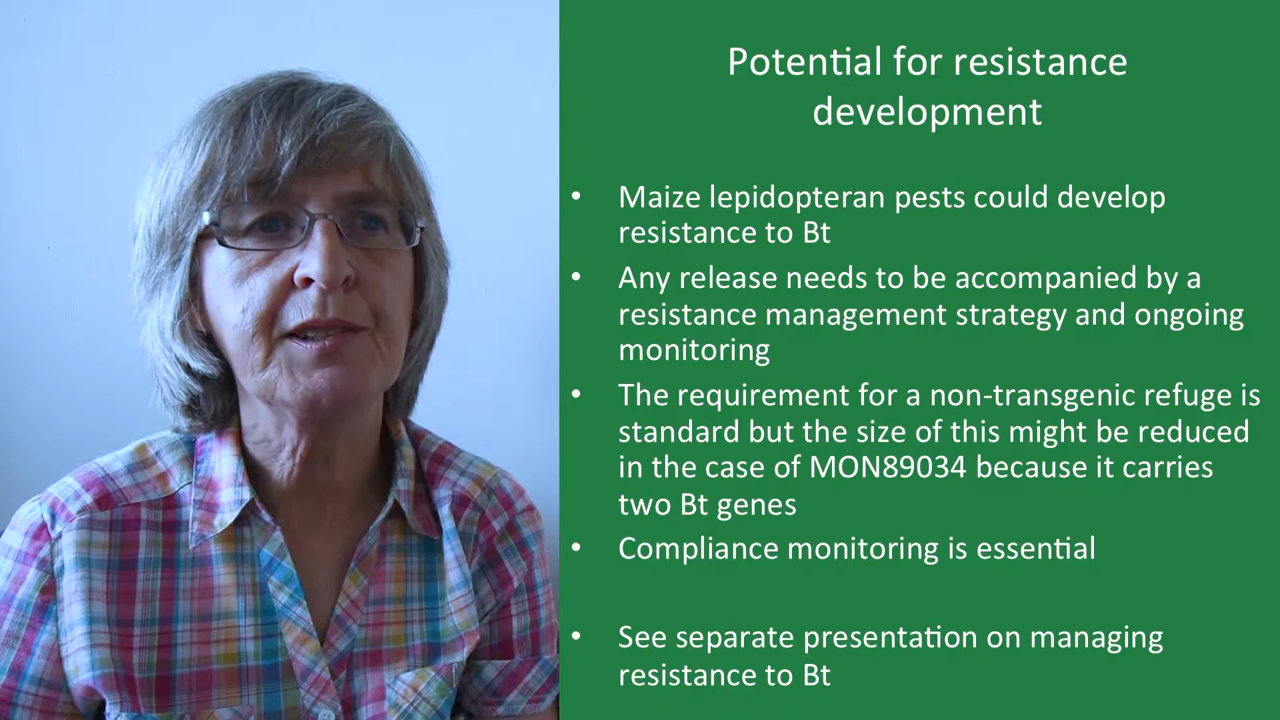 Potential for resistance
development
• Maize lepidopteran pests could develop
resistance to Bt
• Any release needs to be accompanied by a
resistance management strategy and ongoing
monitoring
• The requirement for a non-transgenic refuge is
standard but the size of this might be reduced
in the case of MON89034 because it carries
two Bt genes
• Compliance monitoring is essential
• See separate presentation on managing
resistance to Bt